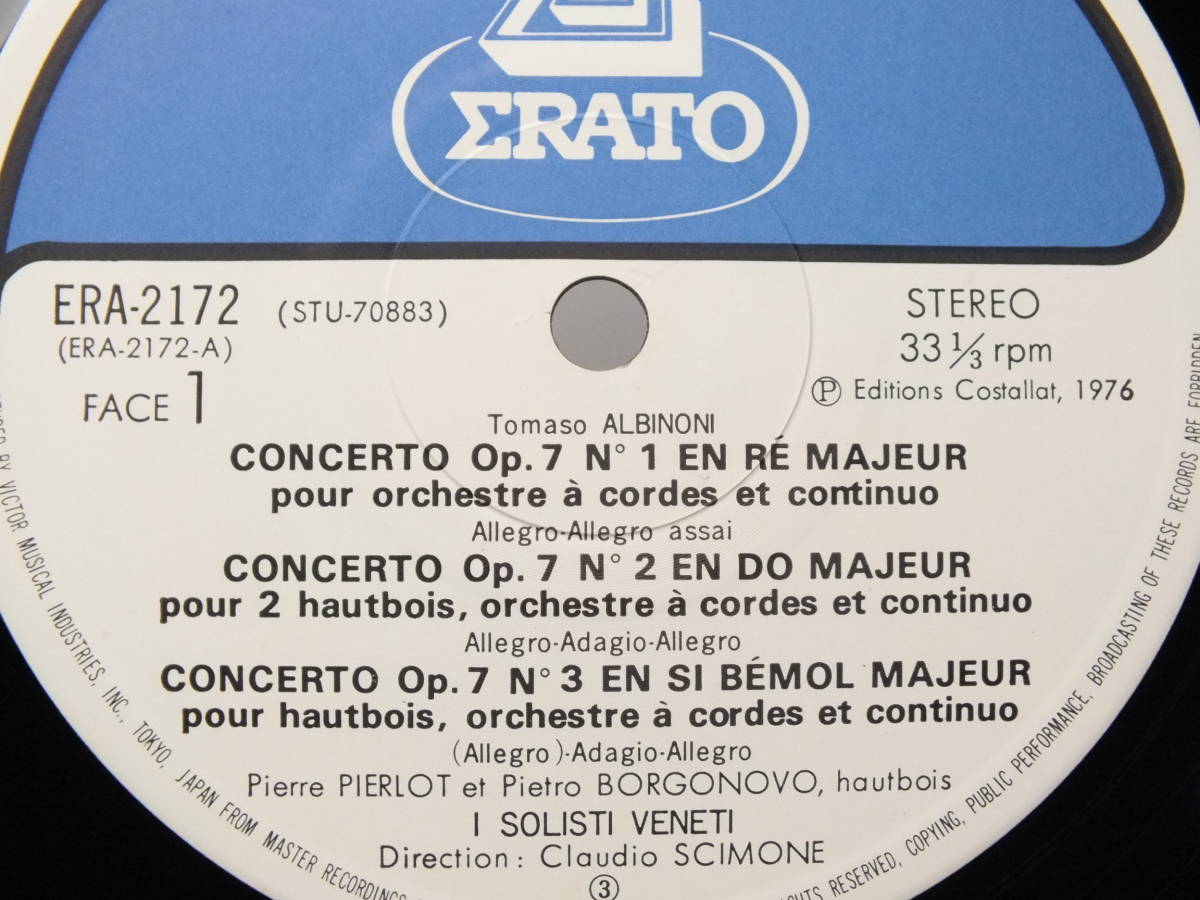 ΣRATO
ERA-2172 (STU-70883)
(ERA-2172-A)
FACE 1
STEREO
33 ⅓ rpm
Ⓟ Editions Costallat, 1976
Tomaso ALBINONI
CONCERTO Op. 7 N° 1 EN RÉ MAJEUR
pour orchestre à cordes et continuo
Allegro-Allegro assai
CONCERTO Op. 7 N° 2 EN DO MAJEUR
pour 2 hautbois, orchestre à cordes et continuo
Allegro-Adagio-Allegro
CONCERTO Op. 7 N° 3 EN SI BÉMOL MAJEUR
pour hautbois, orchestre à cordes et continuo
(Allegro)-Adagio-Allegro
Pierre PIERLOT et Pietro BORGONOVO, hautbois
I SOLISTI VENETI
Direction: Claudio SCIMONE
③
BY VICTOR MUSICAL INDUSTRIES, INC., TOKYO, JAPAN FROM MASTER RECORDINGS
RESERVED, COPYING, PUBLIC PERFORMANCE, BROADCASTING OF THESE RECORDS ARE FORBIDDEN